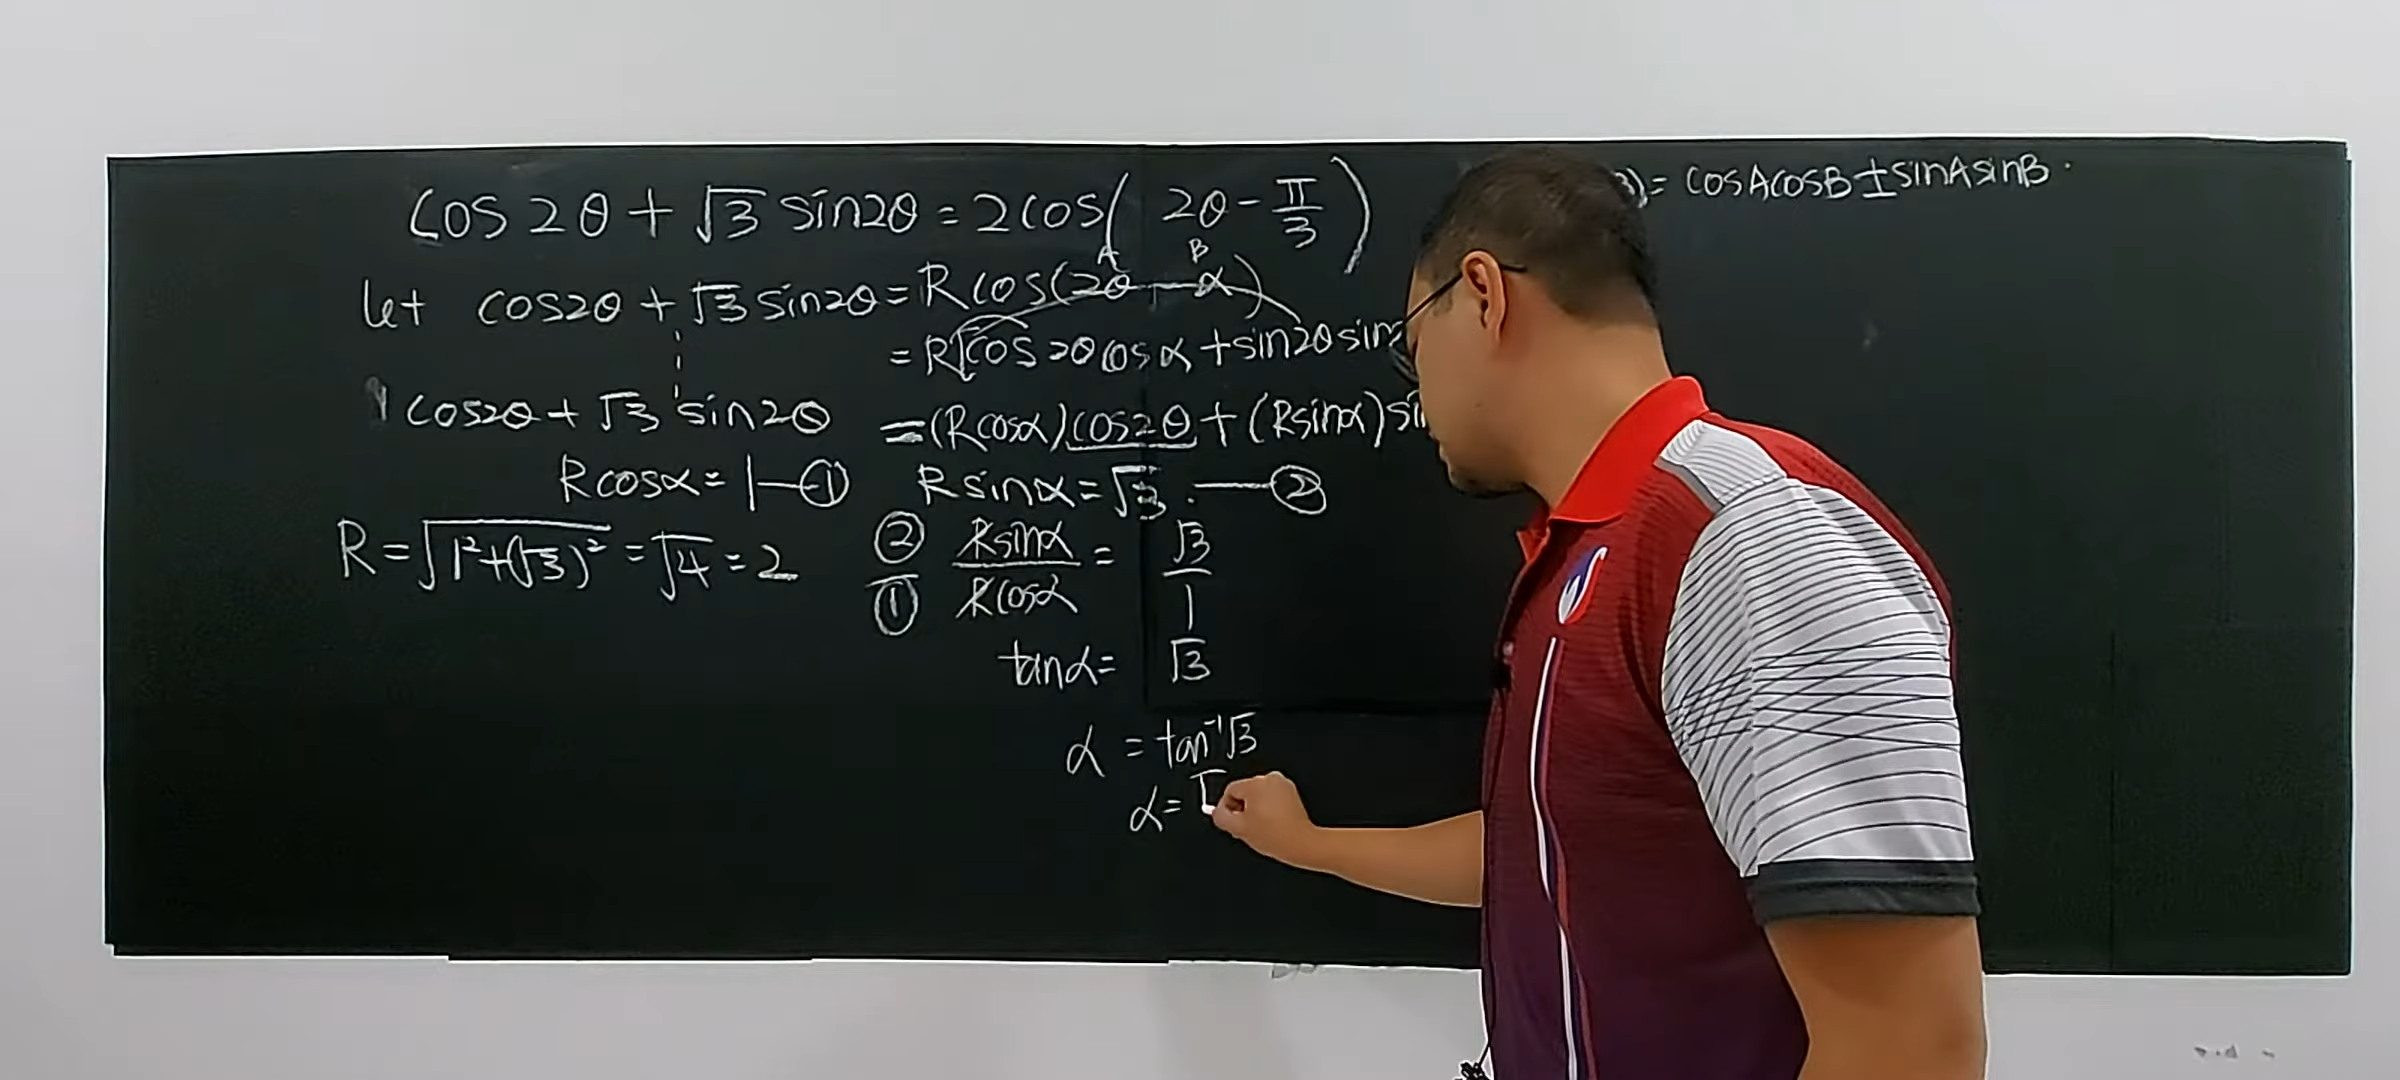 cos 2θ + √3 sin2θ = 2cos( 2θ - π/3 )
)= cosAcosB ± sinAsinB.
A B
let cos2θ + √3 sin2θ = R cos(2θ - α)
= R[cos 2θ cos α + sin2θ sin
1 cos2θ + √3 sin2θ = (Rcosα)cos2θ + (Rsinα) si
Rcosα = 1 — ① Rsinα = √3. — ②
R = √(1²+(√3)²) = √4 = 2 ②/① Rsinα/Rcosα = √3/1
tanα = √3
α = tan⁻¹√3
α =